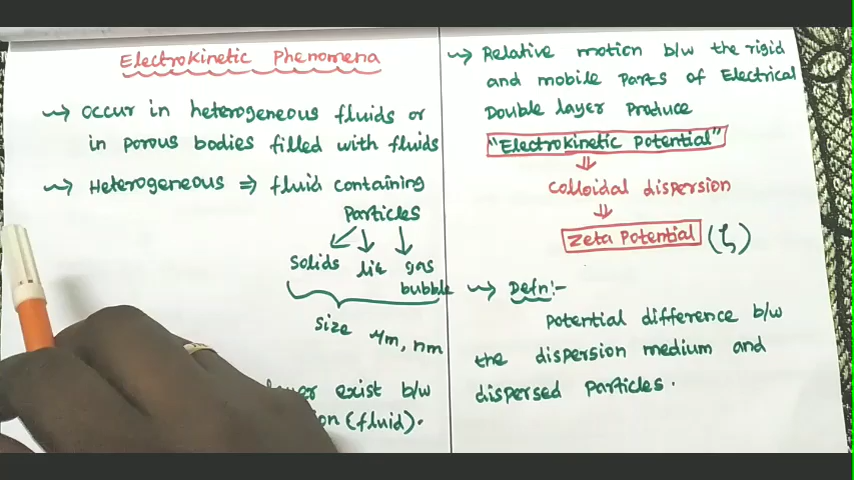 Electrokinetic Phenomena
↝ occur in heterogeneous fluids or
in porous bodies filled with fluids
↝ Heterogeneous ⇒ fluid containing
Particles
solids liq gas
bubble
size μm, nm
layer exist b/w
(fluid).
↝ Relative motion b/w the rigid
and mobile parts of Electrical
Double layer Produce
"Electrokinetic Potential"
⇓
colloidal dispersion
⇓
Zeta Potential (ζ)
↝ Defn:-
Potential difference b/w
the dispersion medium and
dispersed Particles.